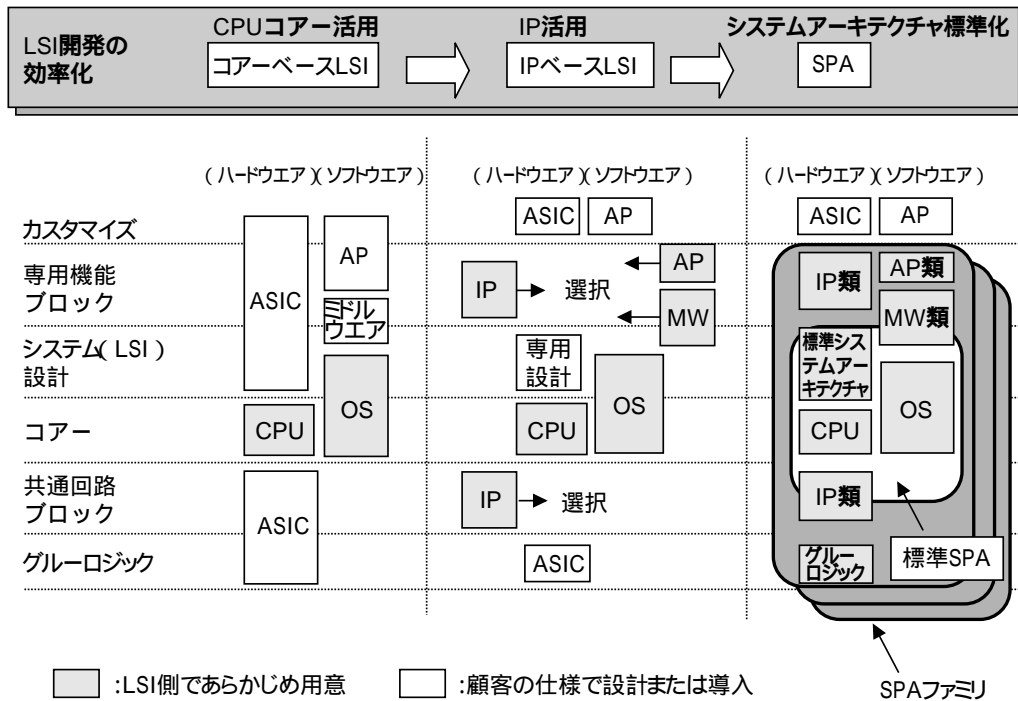 LSI開発の
効率化
CPUコアー活用
コアーベースLSI
IP活用
IPベースLSI
システムアーキテクチャ標準化
SPA
(ハードウエア)(ソフトウエア)
(ハードウエア)(ソフトウエア)
(ハードウエア)(ソフトウエア)
カスタマイズ
専用機能
ブロック
システム(LSI)
設計
コアー
共通回路
ブロック
グルーロジック
ASIC
AP
ミドル
ウエア
OS
CPU
ASIC
ASIC
AP
IP
選択
AP
MW
専用
設計
OS
CPU
IP
選択
ASIC
ASIC
AP
IP類
AP類
MW類
標準シス
テムアー
キテクチャ
OS
CPU
IP類
グルー
ロジック
標準SPA
:LSI側であらかじめ用意
:顧客の仕様で設計または導入
SPAファミリ